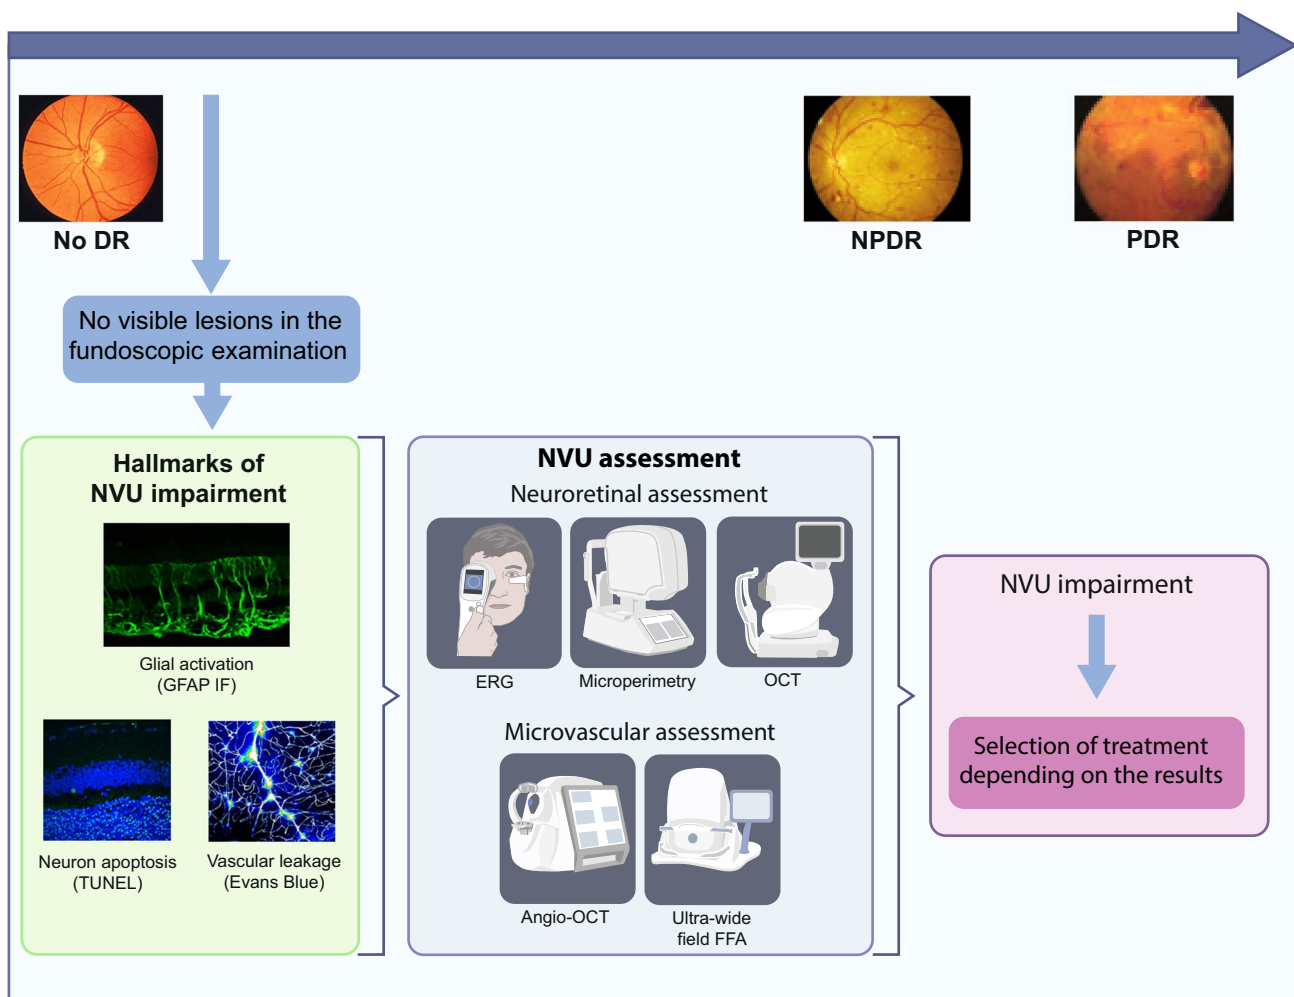 No DR
NPDR
PDR
No visible lesions in the
fundoscopic examination
Hallmarks of
NVU impairment
Glial activation
(GFAP IF)
Neuron apoptosis
(TUNEL)
Vascular leakage
(Evans Blue)
NVU assessment
Neuroretinal assessment
ERG
Microperimetry
OCT
Microvascular assessment
Angio-OCT
Ultra-wide
field FFA
NVU impairment
Selection of treatment
depending on the results